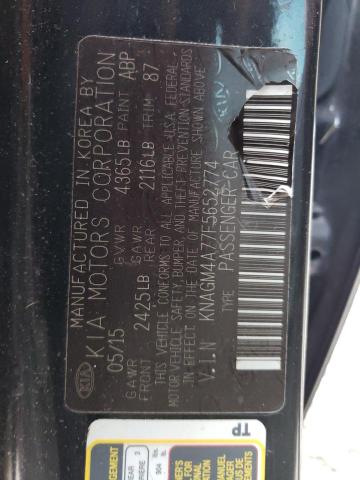 MANUFACTURED IN KOREA BY
KIA MOTORS CORPORATION
05/15 GVWR 4365LB PAINT ABP
GAWR FRONT 2425LB GAWR REAR 2116LB TRIM 87
THIS VEHICLE CONFORMS TO ALL APPLICABLE U.S.A. FEDERAL
MOTOR VEHICLE SAFETY, BUMPER, AND THEFT PREVENTION STANDARDS
IN EFFECT ON THE DATE OF MANUFACTURE SHOWN ABOVE.
V.I.N KNAGM4A77F5652774
TYPE PASSENGER CAR
KIA
TP